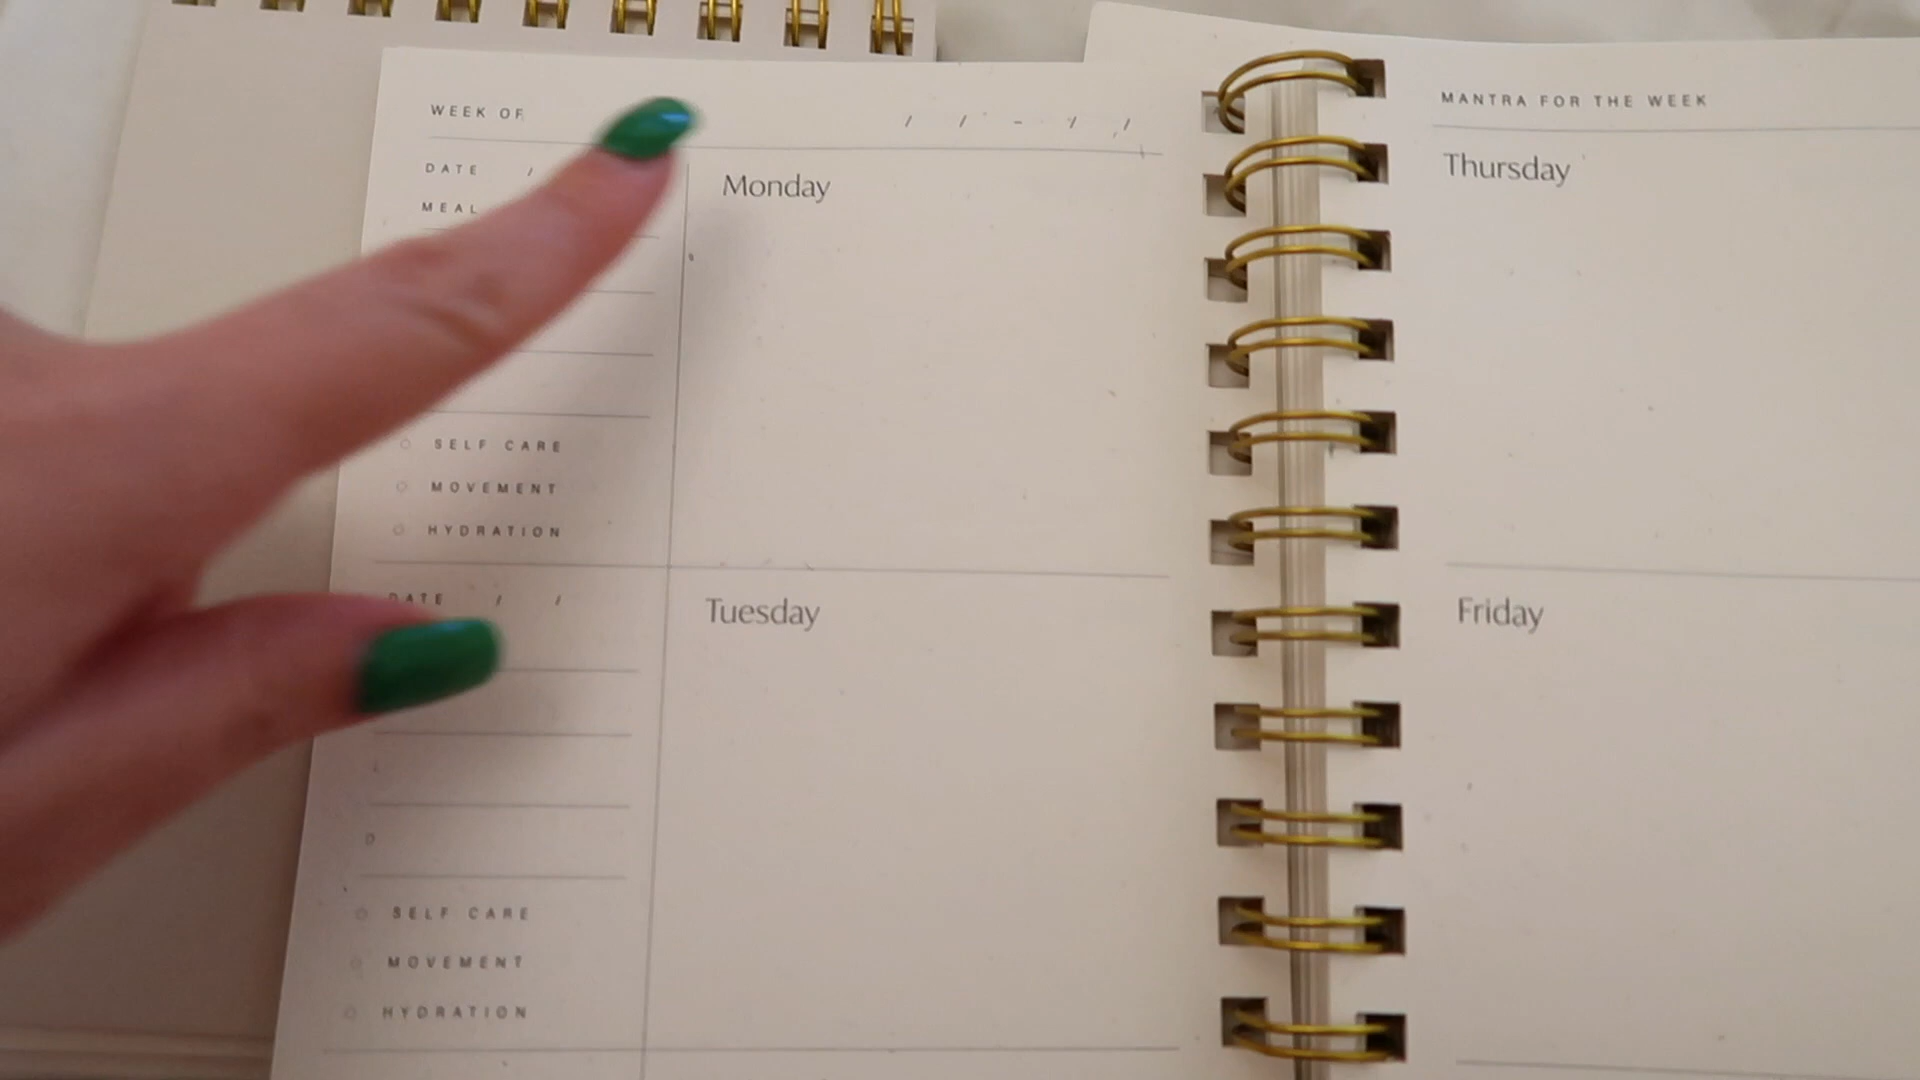 WEEK OF / / - / /
DATE /
MEAL
Monday
SELF CARE
MOVEMENT
HYDRATION
DATE / /
Tuesday
L
D
SELF CARE
MOVEMENT
HYDRATION
MANTRA FOR THE WEEK
Thursday
Friday